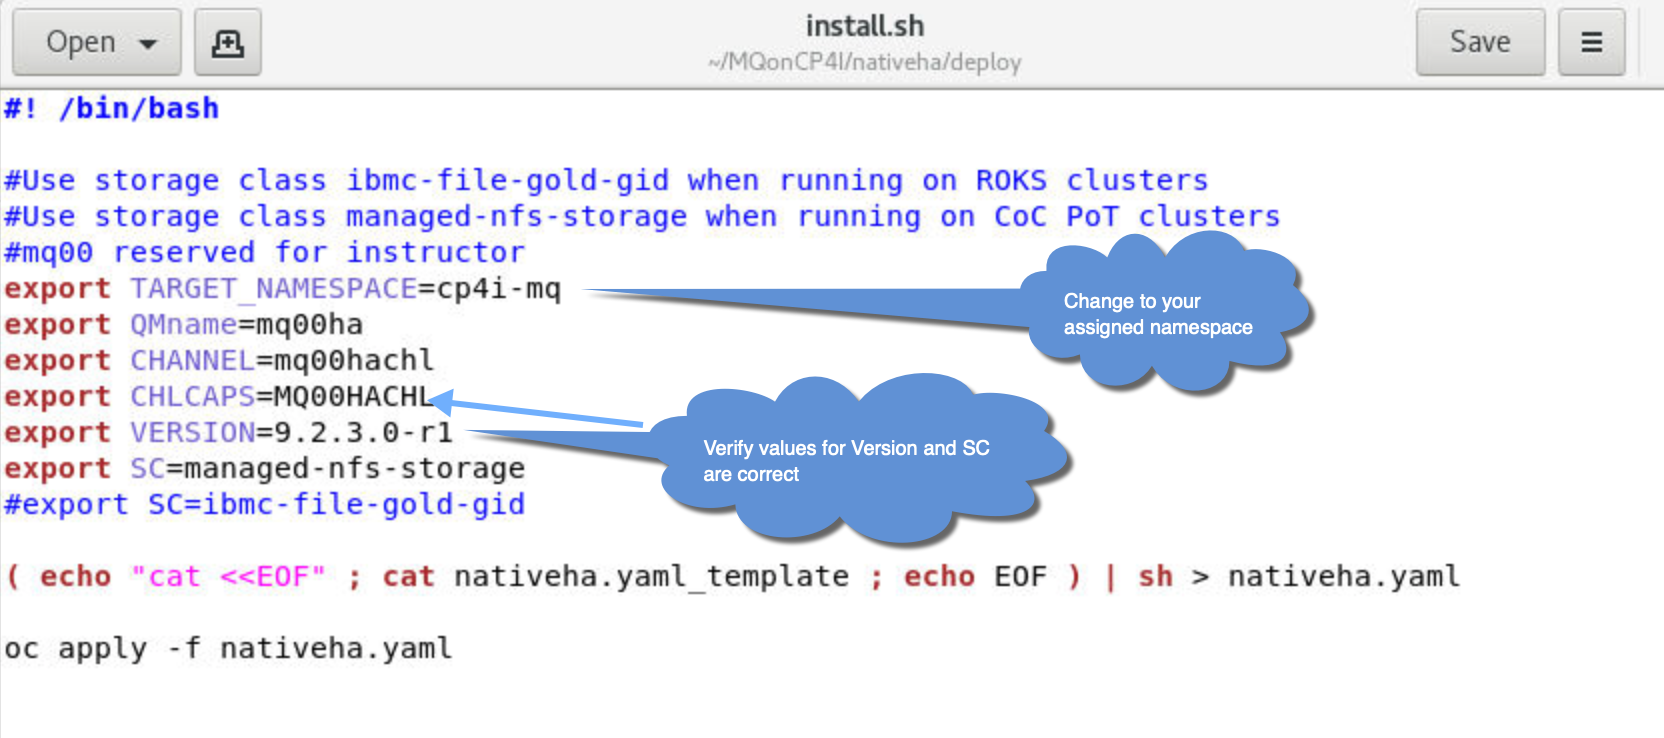 Open
install.sh
~/MQonCP4I/nativeha/deploy
Save
#! /bin/bash
#Use storage class ibmc-file-gold-gid when running on ROKS clusters
#Use storage class managed-nfs-storage when running on CoC PoT clusters
#mq00 reserved for instructor
export TARGET_NAMESPACE=cp4i-mq
Change to your
assigned namespace
export QMname=mq00ha
export CHANNEL=mq00hachl
export CHLCAPS=MQ00HACHL
export VERSION=9.2.3.0-r1
Verify values for Version and SC
are correct
export SC=managed-nfs-storage
#export SC=ibmc-file-gold-gid
( echo "cat <<EOF" ; cat nativeha.yaml_template ; echo EOF ) | sh > nativeha.yaml
oc apply -f nativeha.yaml